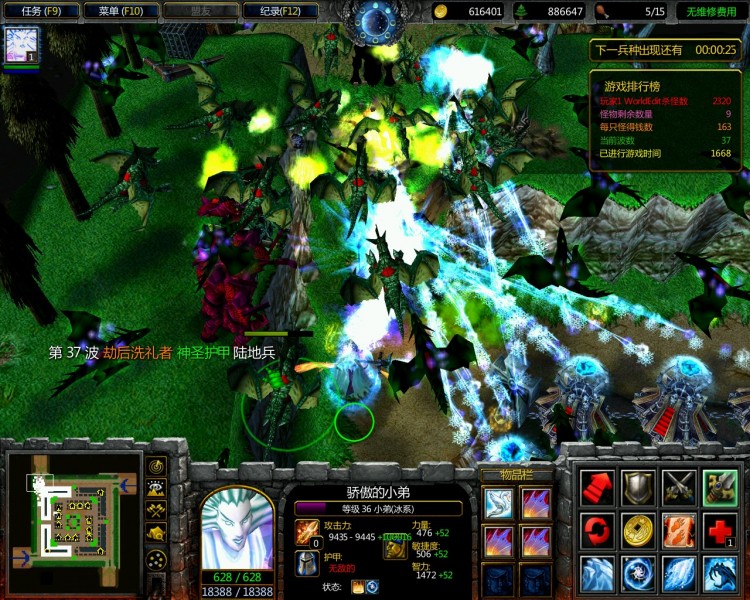 任务 (F9)
菜单 (F10)
盟友
纪录(F12)
616401
886647
5/15
无维修费用
1
下一兵种出现还有 00:00:25
游戏排行榜
玩家1 WorldEdit杀怪数 2320
怪物剩余数量 9
每只怪得钱数 163
当前波数 37
已进行游戏时间 1668
第 37 波 劫后洗礼者 神圣护甲 陆地兵
骄傲的小弟
等级 36 小弟(冰系)
攻击力
9435 - 9445
0
护甲:
无敌的
力量:
476 +52
敏捷度:
506 +52
智力:
1472 +52
状态:
628 / 628
18388 / 18388
物品栏
1